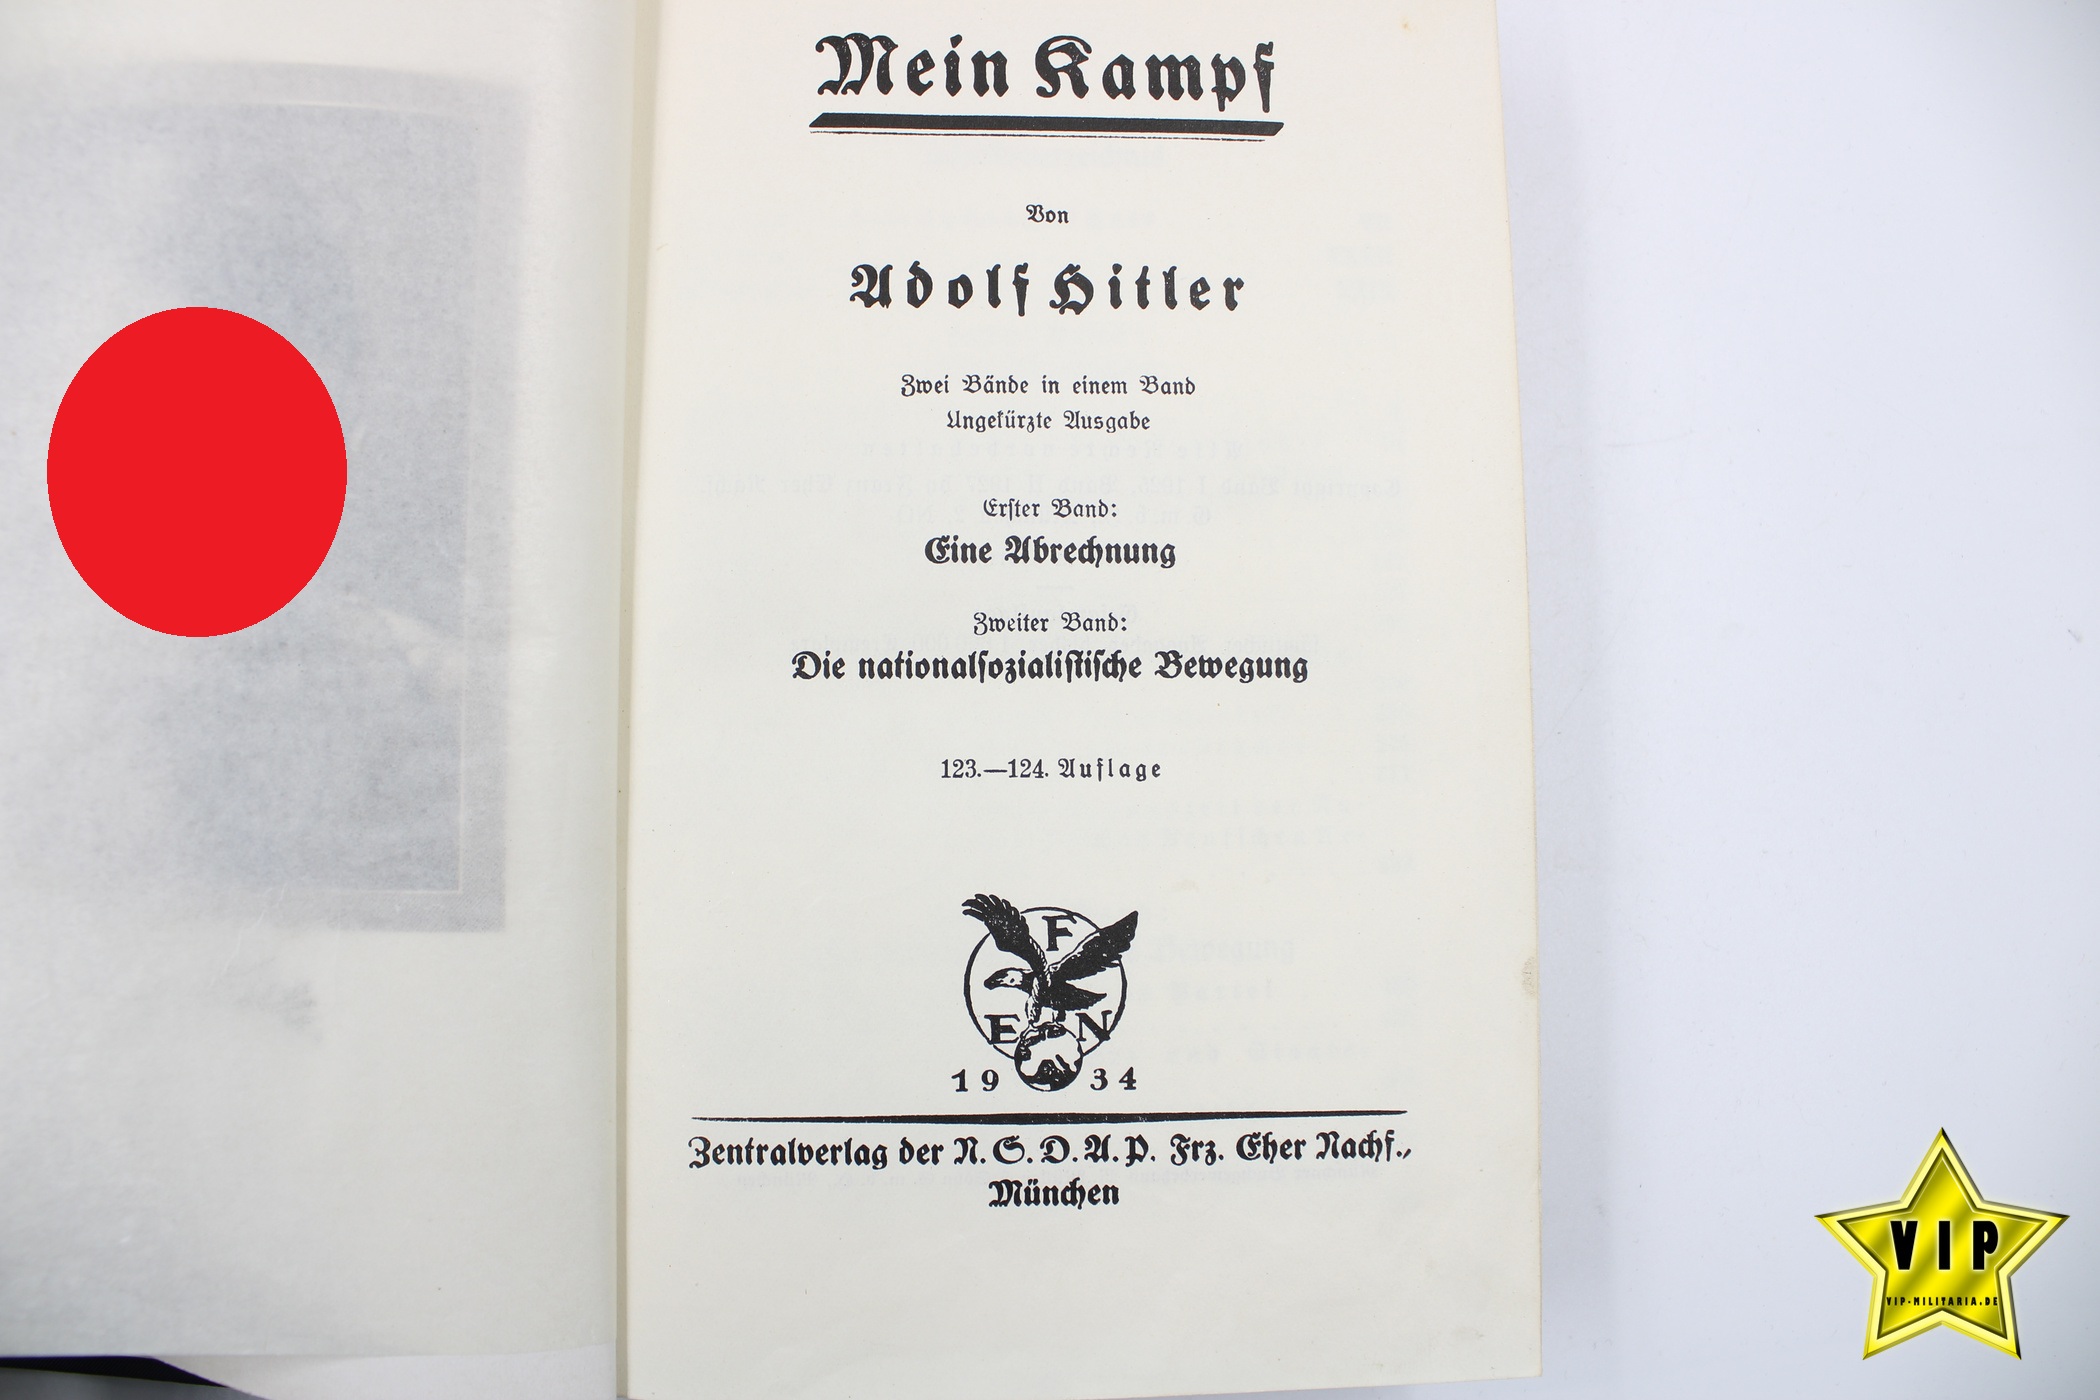 Mein Kampf
Von
Adolf Hitler
Zwei Bände in einem Band
Ungekürzte Ausgabe
Erster Band:
Eine Abrechnung
Zweiter Band:
Die nationalsozialistische Bewegung
123.—124. Auflage
F
E N
19 34
Zentralverlag der N.S.D.A.P. Frz. Eher Nachf.,
München
VIP
VIP-MILITARIA.DE